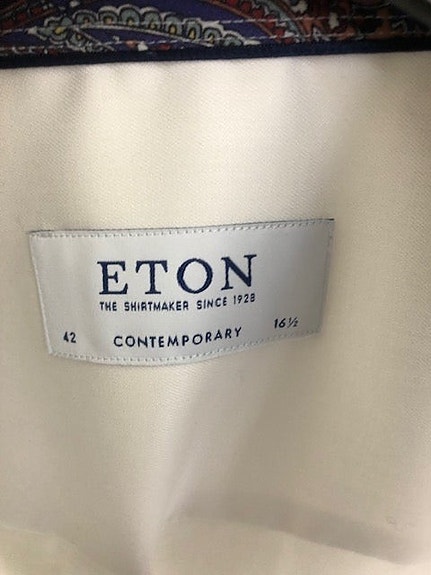 ETON
THE SHIRTMAKER SINCE 1928
42 CONTEMPORARY 16½